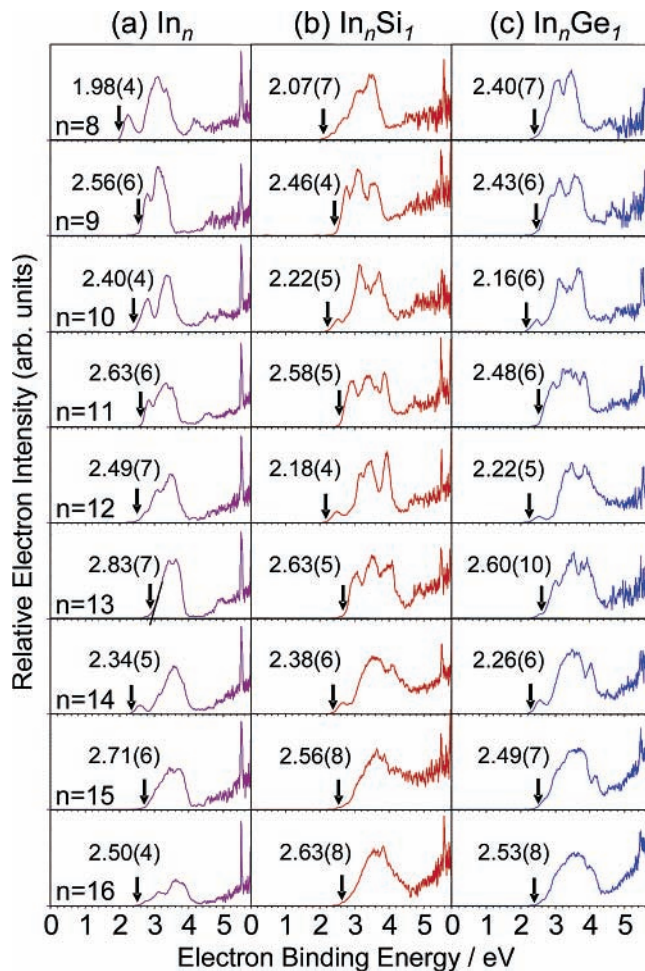 (a) Inn (b) InnSi1 (c) InnGe1
Relative Electron Intensity (arb. units)
1.98(4) 2.07(7) 2.40(7)
n=8
2.56(6) 2.46(4) 2.43(6)
n=9
2.40(4) 2.22(5) 2.16(6)
n=10
2.63(6) 2.58(5) 2.48(6)
n=11
2.49(7) 2.18(4) 2.22(5)
n=12
2.83(7) 2.63(5) 2.60(10)
n=13
2.34(5) 2.38(6) 2.26(6)
n=14
2.71(6) 2.56(8) 2.49(7)
n=15
2.50(4) 2.63(8) 2.53(8)
n=16
0 1 2 3 4 5 0 1 2 3 4 5 0 1 2 3 4 5
Electron Binding Energy / eV